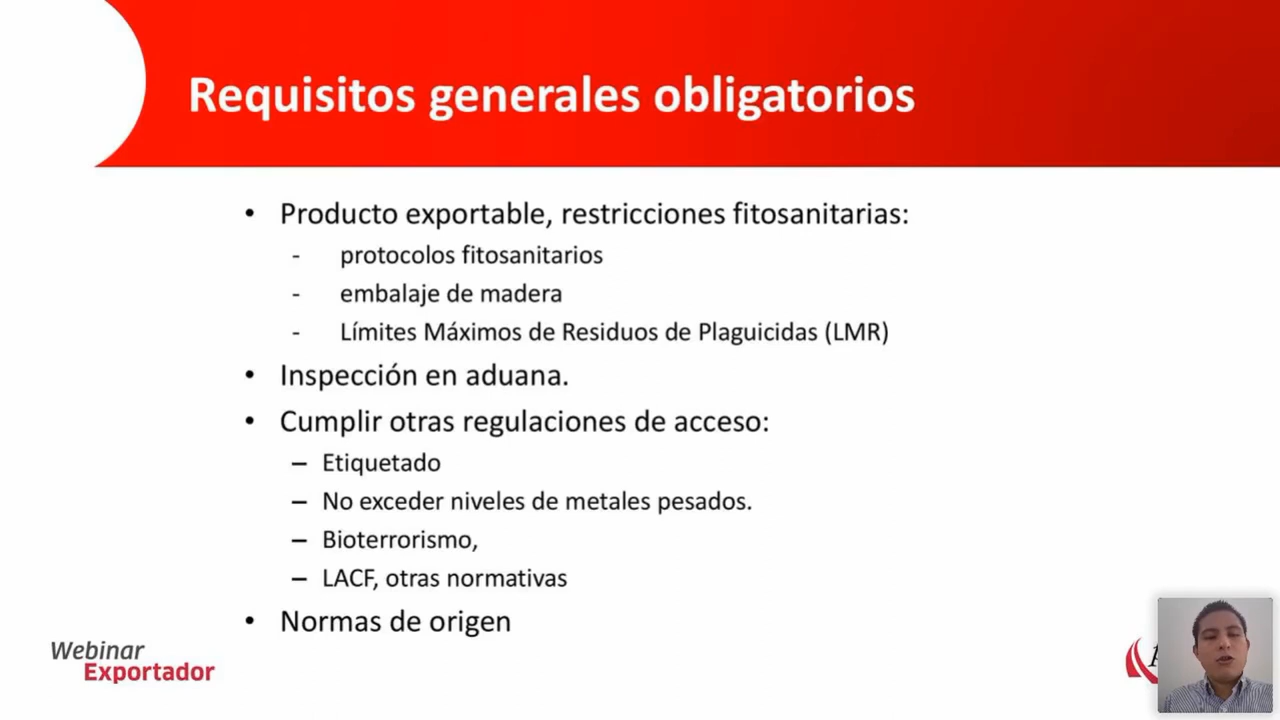 Requisitos generales obligatorios
• Producto exportable, restricciones fitosanitarias:
- protocolos fitosanitarios
- embalaje de madera
- Límites Máximos de Residuos de Plaguicidas (LMR)
• Inspección en aduana.
• Cumplir otras regulaciones de acceso:
– Etiquetado
– No exceder niveles de metales pesados.
– Bioterrorismo,
– LACF, otras normativas
• Normas de origen
Webinar
Exportador